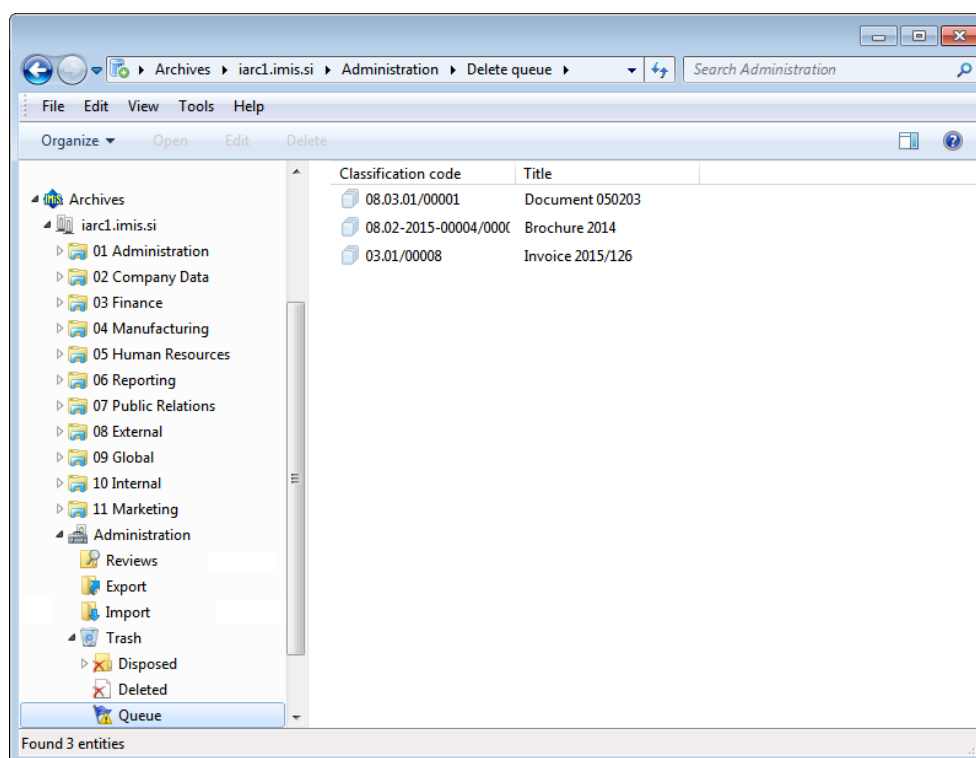 Archives iarc1.imis.si Administration Delete queue Search Administration
File Edit View Tools Help
Organize Open Edit Delete
Archives
iarc1.imis.si
01 Administration
02 Company Data
03 Finance
04 Manufacturing
05 Human Resources
06 Reporting
07 Public Relations
08 External
09 Global
10 Internal
11 Marketing
Administration
Reviews
Export
Import
Trash
Disposed
Deleted
Queue
Classification code Title
08.03.01/00001 Document 050203
08.02-2015-00004/000 Brochure 2014
03.01/00008 Invoice 2015/126
Found 3 entities